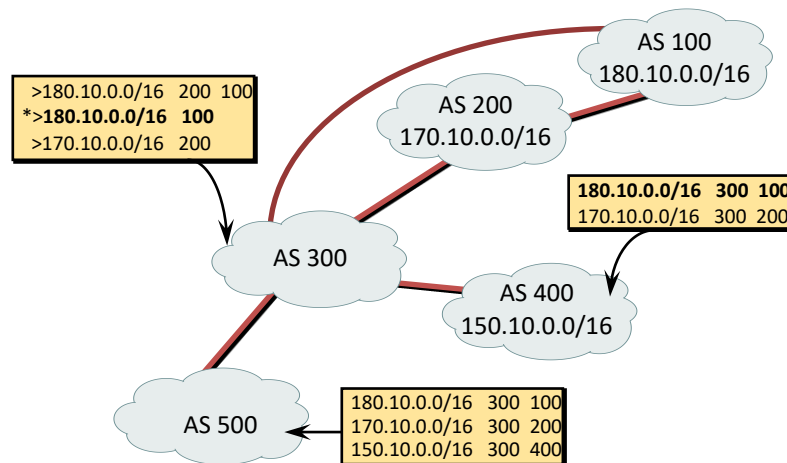 AS 100
180.10.0.0/16
>180.10.0.0/16 200 100
*>180.10.0.0/16 100
>170.10.0.0/16 200
AS 200
170.10.0.0/16
180.10.0.0/16 300 100
170.10.0.0/16 300 200
AS 300
AS 400
150.10.0.0/16
AS 500
180.10.0.0/16 300 100
170.10.0.0/16 300 200
150.10.0.0/16 300 400